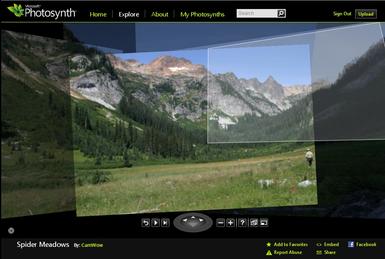 Microsoft
Photosynth
Home
Explore
About
My Photosynths
Search
Sign Out
Upload
Spider Meadows
By: CamWow
Add to Favorites
Embed
Facebook
Report Abuse
Share